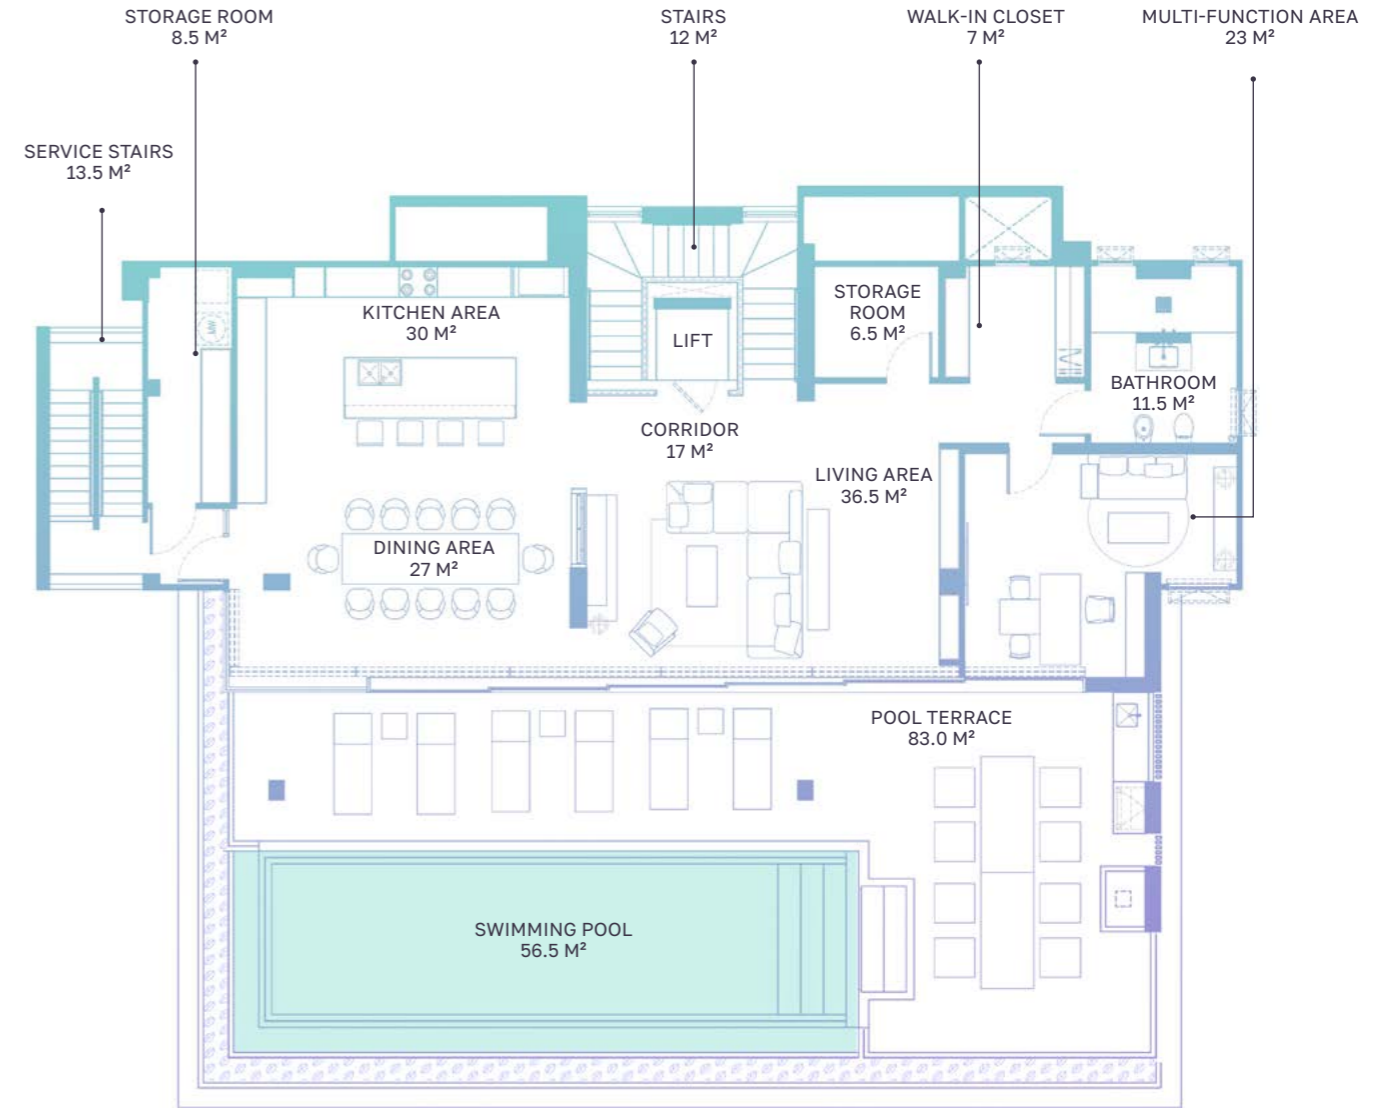 STORAGE ROOM
8.5 M²
STAIRS
12 M²
WALK-IN CLOSET
7 M²
MULTI-FUNCTION AREA
23 M²
SERVICE STAIRS
13.5 M²
KITCHEN AREA
30 M²
LIFT
STORAGE
ROOM
6.5 M²
BATHROOM
11.5 M²
CORRIDOR
17 M²
LIVING AREA
36.5 M²
DINING AREA
27 M²
POOL TERRACE
83.0 M²
SWIMMING POOL
56.5 M²